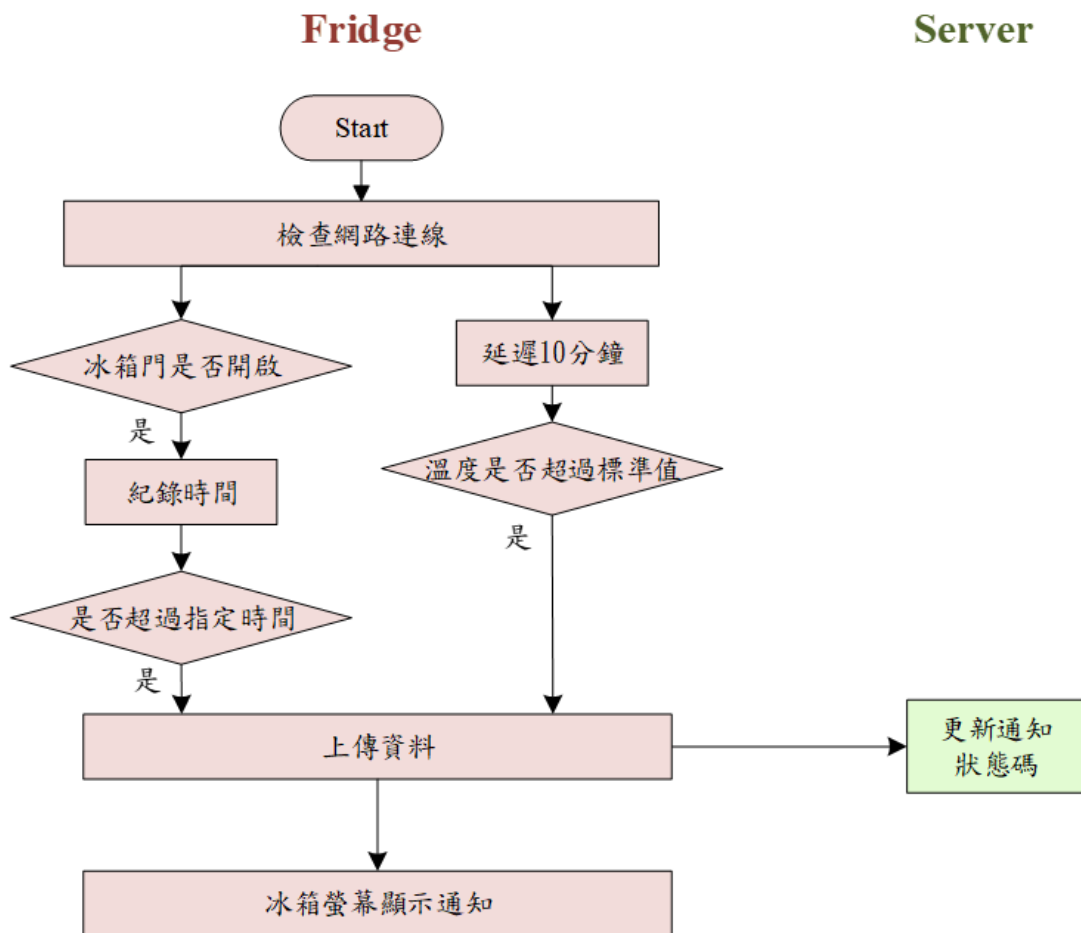 Fridge
Server
Start
檢查網路連線
冰箱門是否開啟
延遲10分鐘
是
溫度是否超過標準值
紀錄時間
是
是否超過指定時間
是
上傳資料
更新通知
狀態碼
冰箱螢幕顯示通知